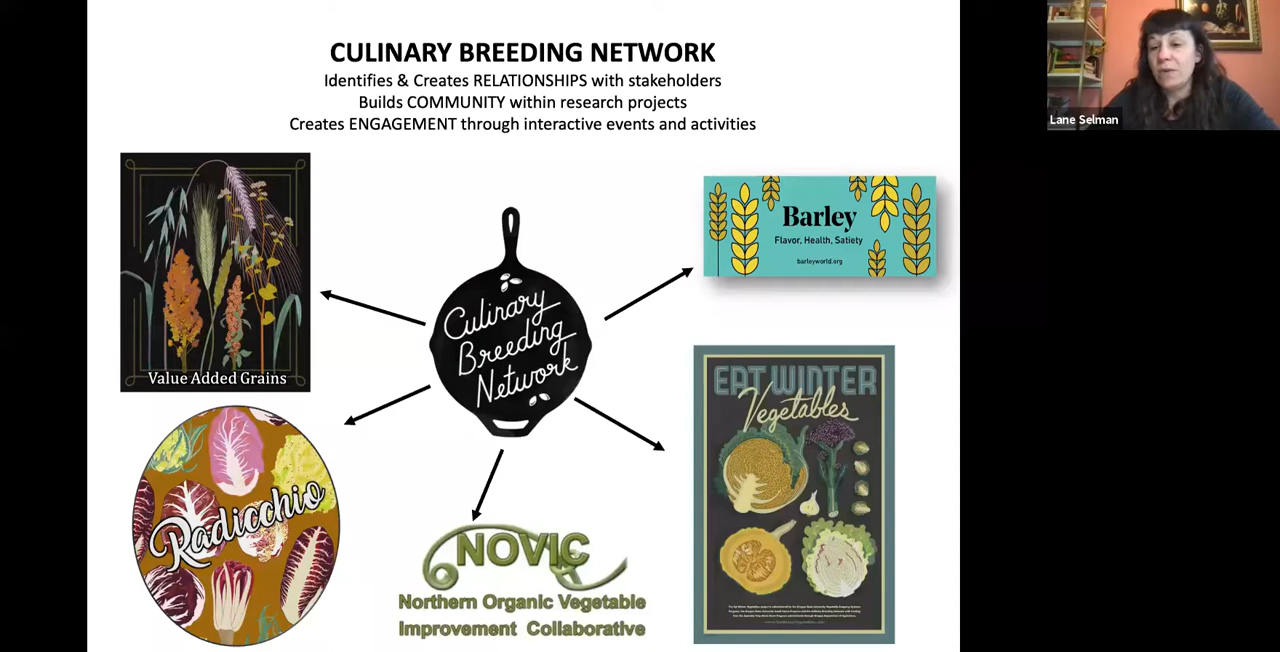 CULINARY BREEDING NETWORK
Identifies & Creates RELATIONSHIPS with stakeholders
Builds COMMUNITY within research projects
Creates ENGAGEMENT through interactive events and activities
Lane Selman
Value Added Grains
Barley
Flavor, Health, Satiety
barleyworld.org
Culinary
Breeding
Network
EAT WINTER
Vegetables
Radicchio
NOVIC
Northern Organic Vegetable
Improvement Collaborative